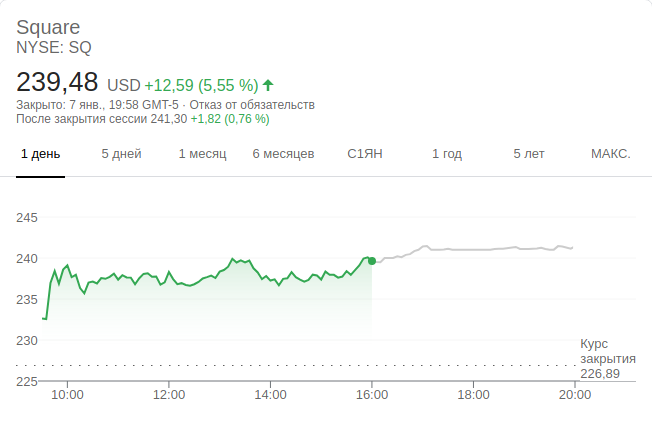 Square
NYSE: SQ
239,48 USD +12,59 (5,55 %)
Закрыто: 7 янв., 19:58 GMT-5 · Отказ от обязательств
После закрытия сессии 241,30 +1,82 (0,76 %)
1 день 5 дней 1 месяц 6 месяцев С1ЯН 1 год 5 лет МАКС.
245
240
235
230
225
Курс
закрытия
226,89
10:00 12:00 14:00 16:00 18:00 20:00